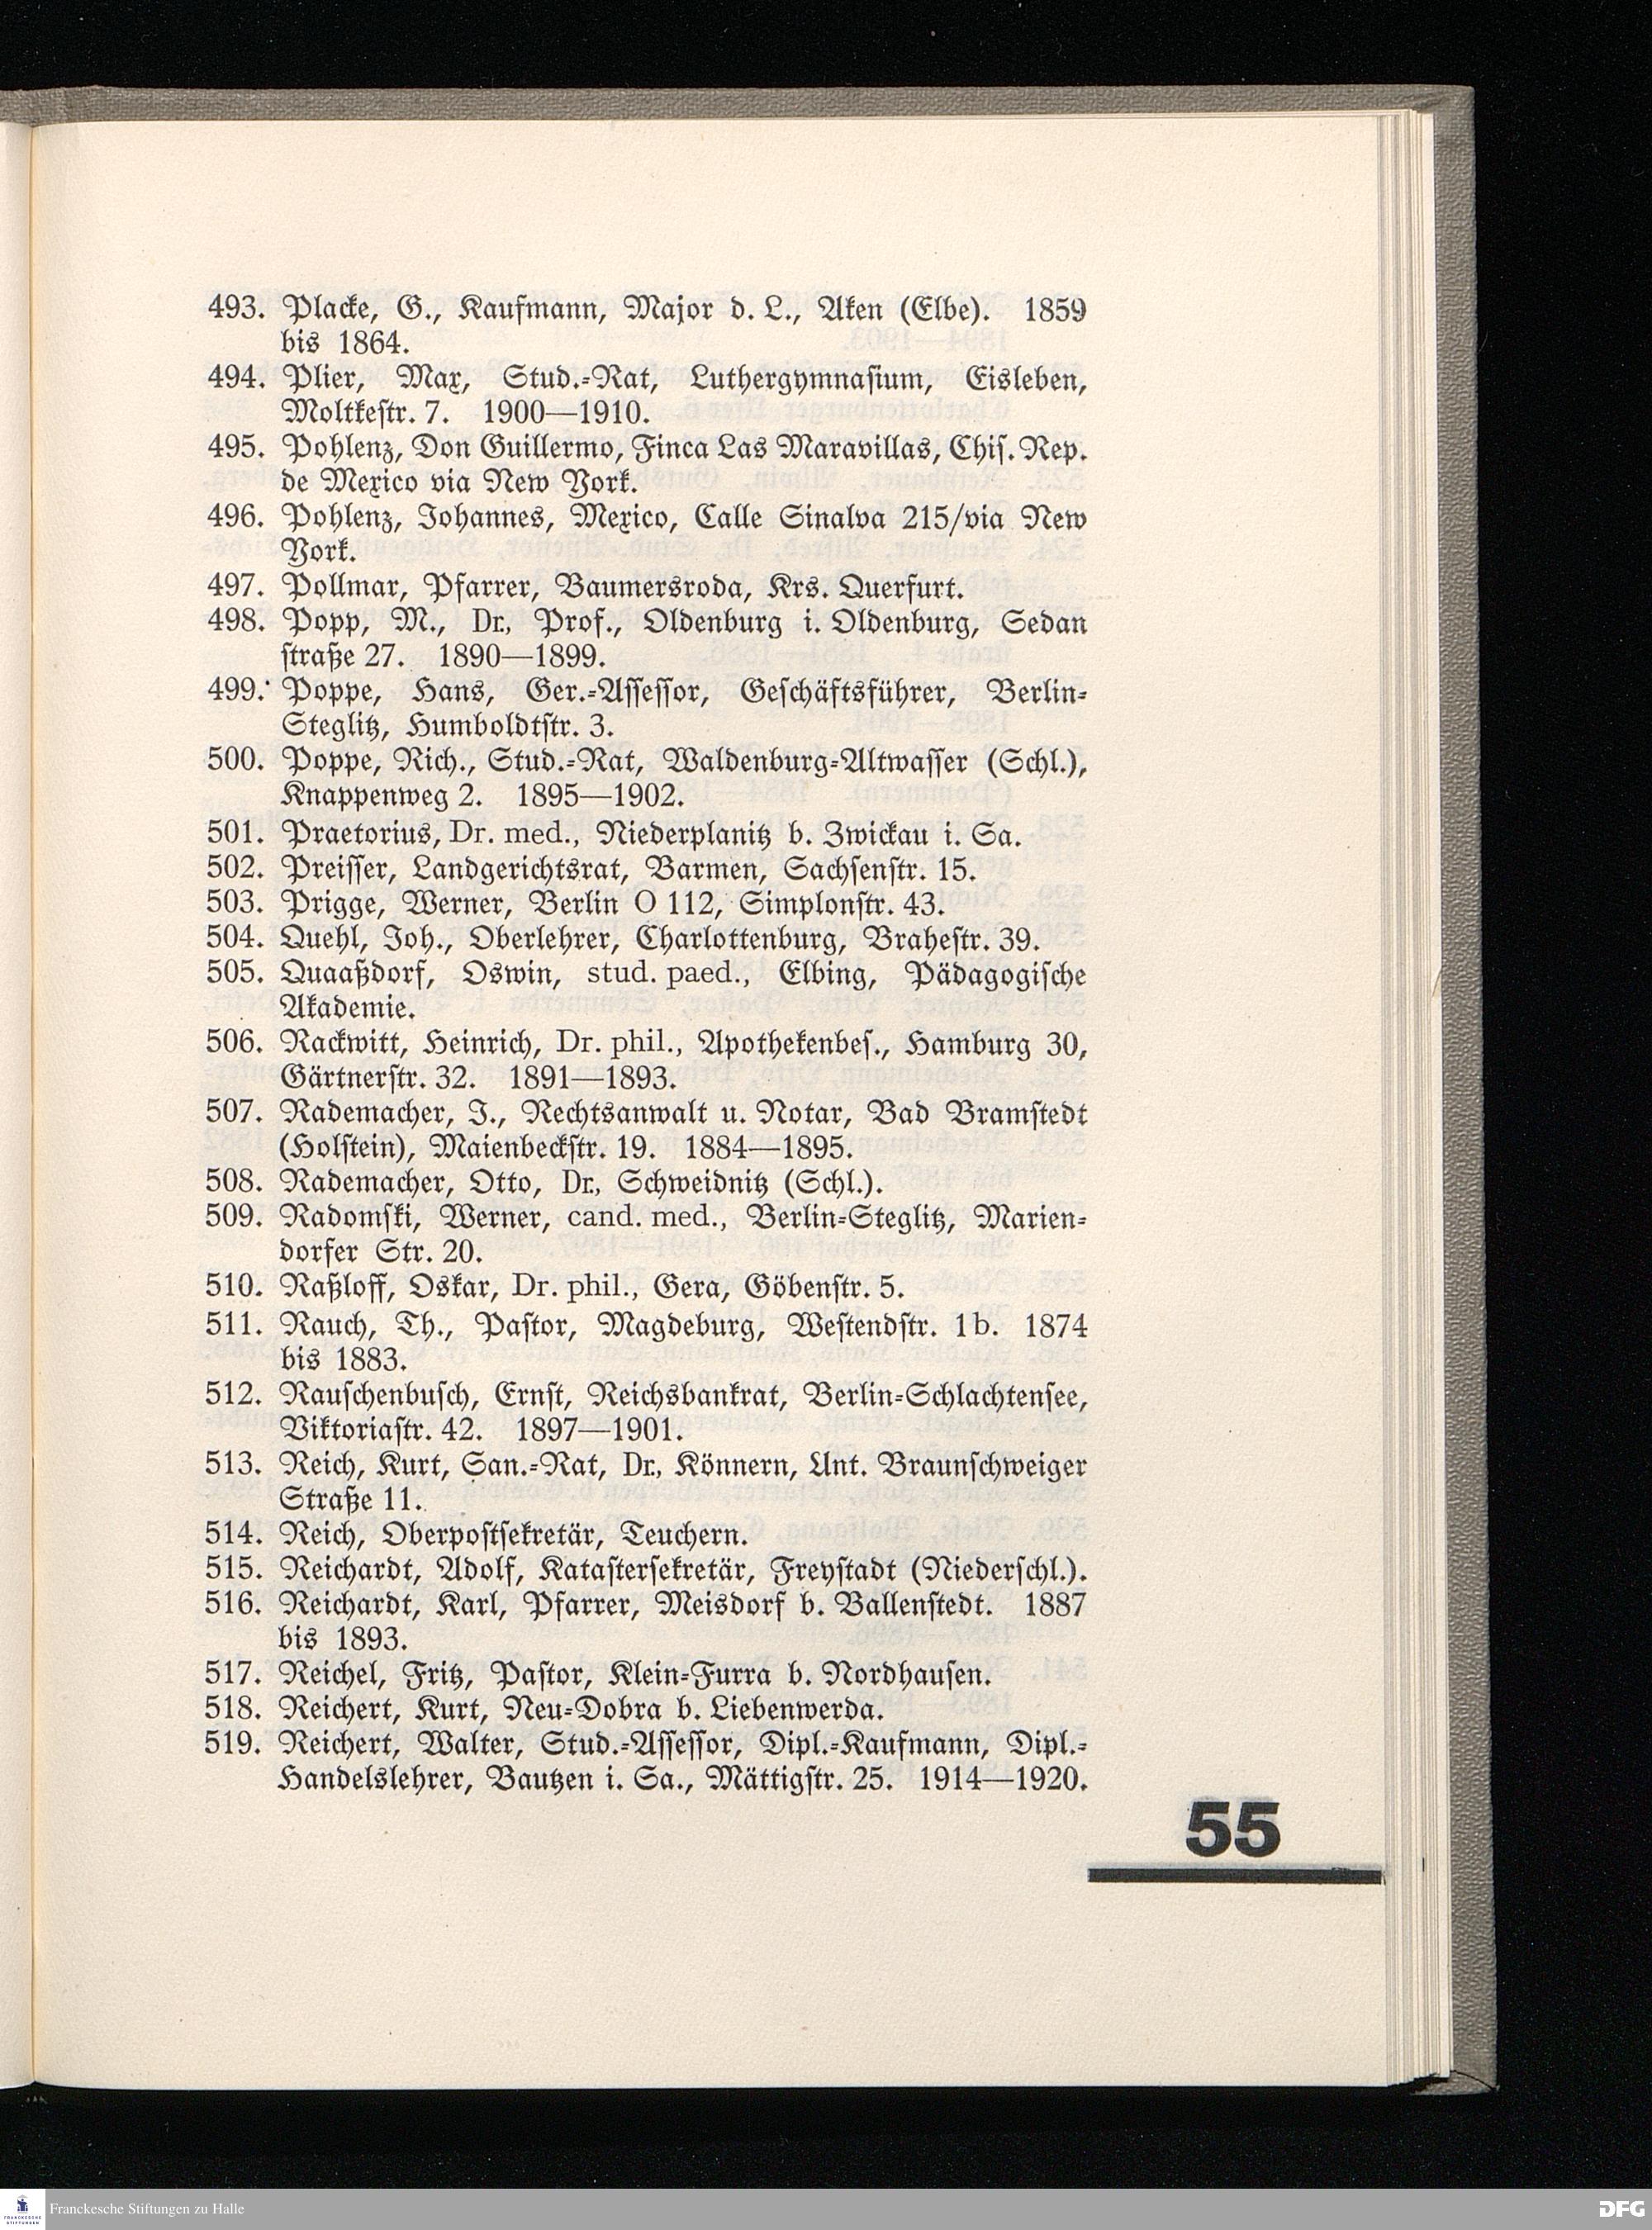 493. Placke, G., Kaufmann, Major d. L., Aken (Elbe). 1859
bis 1864.
494. Plier, Max, Stud.-Rat, Luthergymnasium, Eisleben,
Moltkestr. 7. 1900—1910.
495. Pohlenz, Don Guillermo, Finca Las Maravillas, Chis. Rep.
de Mexico via New York.
496. Pohlenz, Johannes, Mexico, Calle Sinalva 215/via New
York.
497. Pollmar, Pfarrer, Baumersroda, Krs. Querfurt.
498. Popp, M., Dr., Prof., Oldenburg i. Oldenburg, Sedan
straße 27. 1890—1899.
499. Poppe, Hans, Ger.-Assessor, Geschäftsführer, Berlin-
Steglitz, Humboldtstr. 3.
500. Poppe, Rich., Stud.-Rat, Waldenburg-Altwasser (Schl.),
Knappenweg 2. 1895—1902.
501. Praetorius, Dr. med., Niederplanitz b. Zwickau i. Sa.
502. Preisser, Landgerichtsrat, Barmen, Sachsenstr. 15.
503. Prigge, Werner, Berlin O 112, Simplonstr. 43.
504. Quehl, Joh., Oberlehrer, Charlottenburg, Brahestr. 39.
505. Quaaßdorf, Oswin, stud. paed., Elbing, Pädagogische
Akademie.
506. Rackwitt, Heinrich, Dr. phil., Apothekenbes., Hamburg 30,
Gärtnerstr. 32. 1891—1893.
507. Rademacher, J., Rechtsanwalt u. Notar, Bad Bramstedt
(Holstein), Maienbeckstr. 19. 1884—1895.
508. Rademacher, Otto, Dr., Schweidnitz (Schl.).
509. Radomski, Werner, cand. med., Berlin-Steglitz, Marien-
dorfer Str. 20.
510. Raßloff, Oskar, Dr. phil., Gera, Göbenstr. 5.
511. Rauch, Th., Pastor, Magdeburg, Westendstr. 1b. 1874
bis 1883.
512. Rauschenbusch, Ernst, Reichsbankrat, Berlin-Schlachtensee,
Viktoriastr. 42. 1897—1901.
513. Reich, Kurt, San.-Rat, Dr., Könnern, Unt. Braunschweiger
Straße 11.
514. Reich, Oberpostsekretär, Teuchern.
515. Reichardt, Adolf, Katastersekretär, Freystadt (Niederschl.).
516. Reichardt, Karl, Pfarrer, Meisdorf b. Ballenstedt. 1887
bis 1893.
517. Reichel, Fritz, Pastor, Klein-Furra b. Nordhausen.
518. Reichert, Kurt, Neu-Dobra b. Liebenwerda.
519. Reichert, Walter, Stud.-Assessor, Dipl.-Kaufmann, Dipl.-
Handelslehrer, Bautzen i. Sa., Mättigstr. 25. 1914—1920.
55
Franckesche Stiftungen zu Halle
DFG